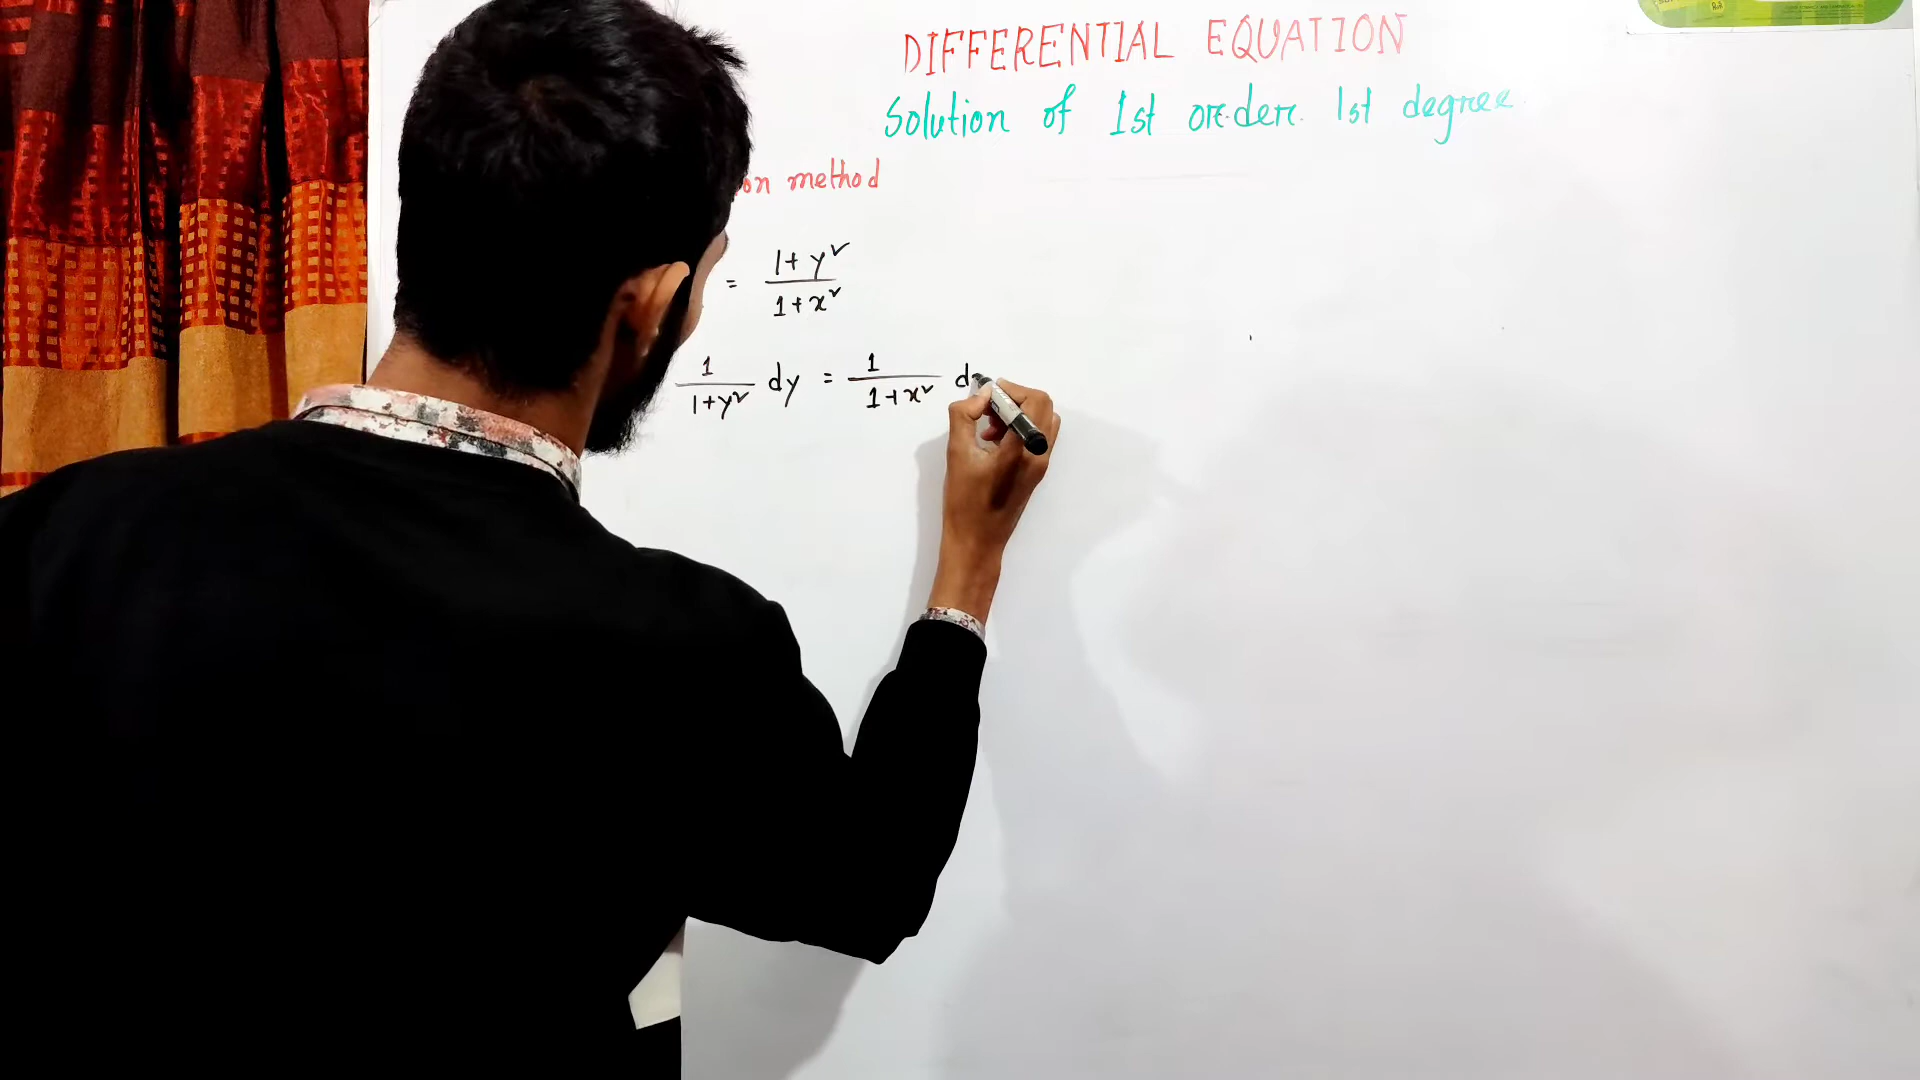 DIFFERENTIAL EQUATION
Solution of 1st order 1st degree
on method
= 1+y² / 1+x²
1 / 1+y² dy = 1 / 1+x² d